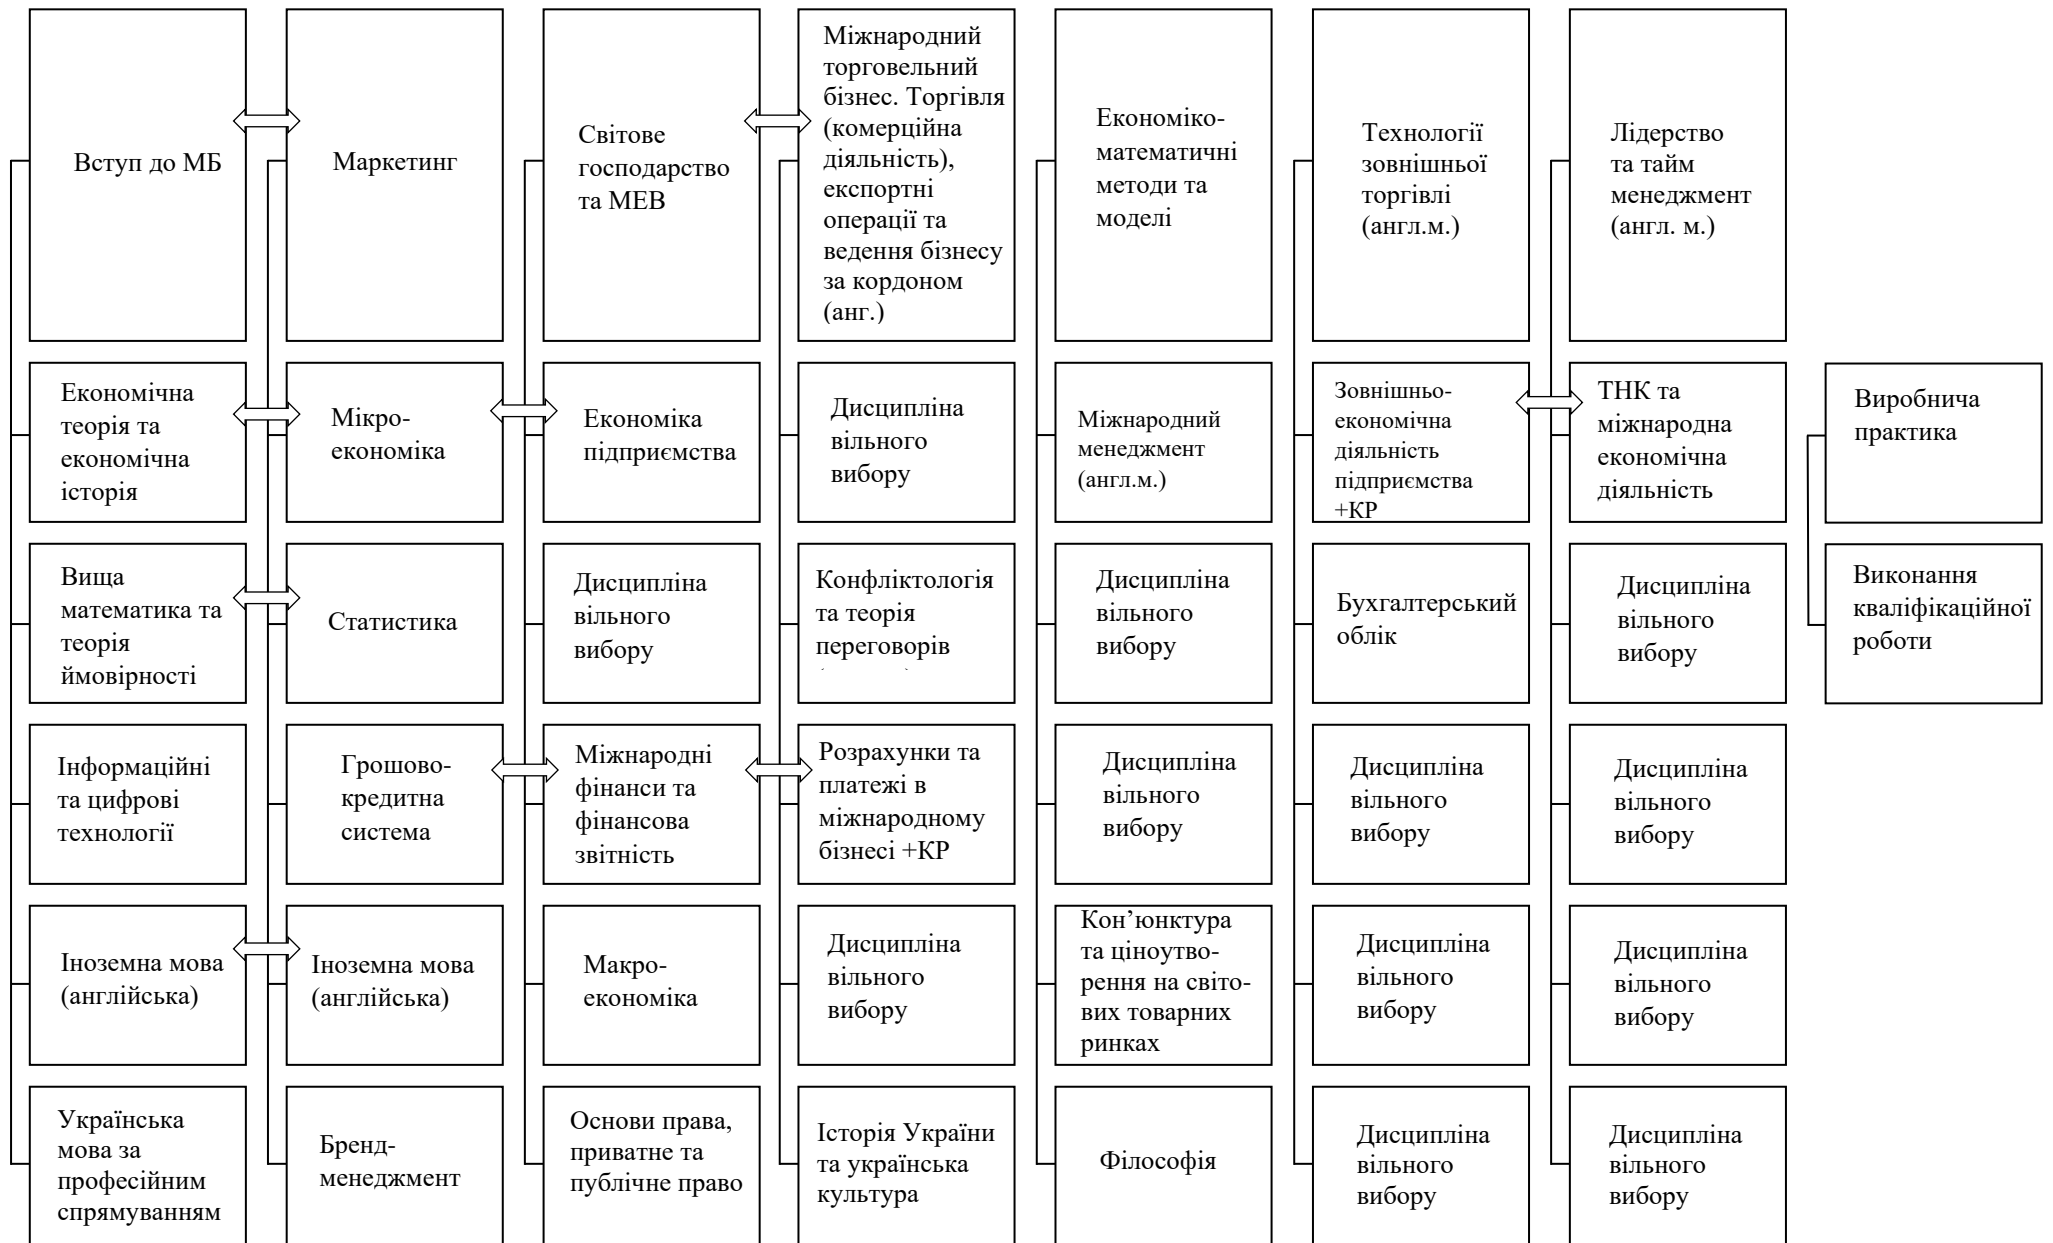 Вступ до МБ
Маркетинг
Світове
господарство
та МЕВ
Міжнародний
торговельний
бізнес. Торгівля
(комерційна
діяльність),
експортні
операції та
ведення бізнесу
за кордоном
(анг.)
Економіко-
математичні
методи та
моделі
Технології
зовнішньої
торгівлі
(англ.м.)
Лідерство
та тайм
менеджмент
(англ. м.)
Економічна
теорія та
економічна
історія
Мікро-
економіка
Економіка
підприємства
Дисципліна
вільного
вибору
Міжнародний
менеджмент
(англ.м.)
Зовнішньо-
економічна
діяльність
підприємства
+КР
ТНК та
міжнародна
економічна
діяльність
Виробнича
практика
Вища
математика та
теорія
ймовірності
Статистика
Дисципліна
вільного
вибору
Конфліктологія
та теорія
переговорів
Дисципліна
вільного
вибору
Бухгалтерський
облік
Дисципліна
вільного
вибору
Виконання
кваліфікаційної
роботи
Інформаційні
та цифрові
технології
Грошово-
кредитна
система
Міжнародні
фінанси та
фінансова
звітність
Розрахунки та
платежі в
міжнародному
бізнесі +КР
Дисципліна
вільного
вибору
Дисципліна
вільного
вибору
Дисципліна
вільного
вибору
Іноземна мова
(англійська)
Іноземна мова
(англійська)
Макро-
економіка
Дисципліна
вільного
вибору
Кон’юнктура
та ціноутво-
рення на світо-
вих товарних
ринках
Дисципліна
вільного
вибору
Дисципліна
вільного
вибору
Українська
мова за
професійним
спрямуванням
Бренд-
менеджмент
Основи права,
приватне та
публічне право
Історія України
та українська
культура
Філософія
Дисципліна
вільного
вибору
Дисципліна
вільного
вибору